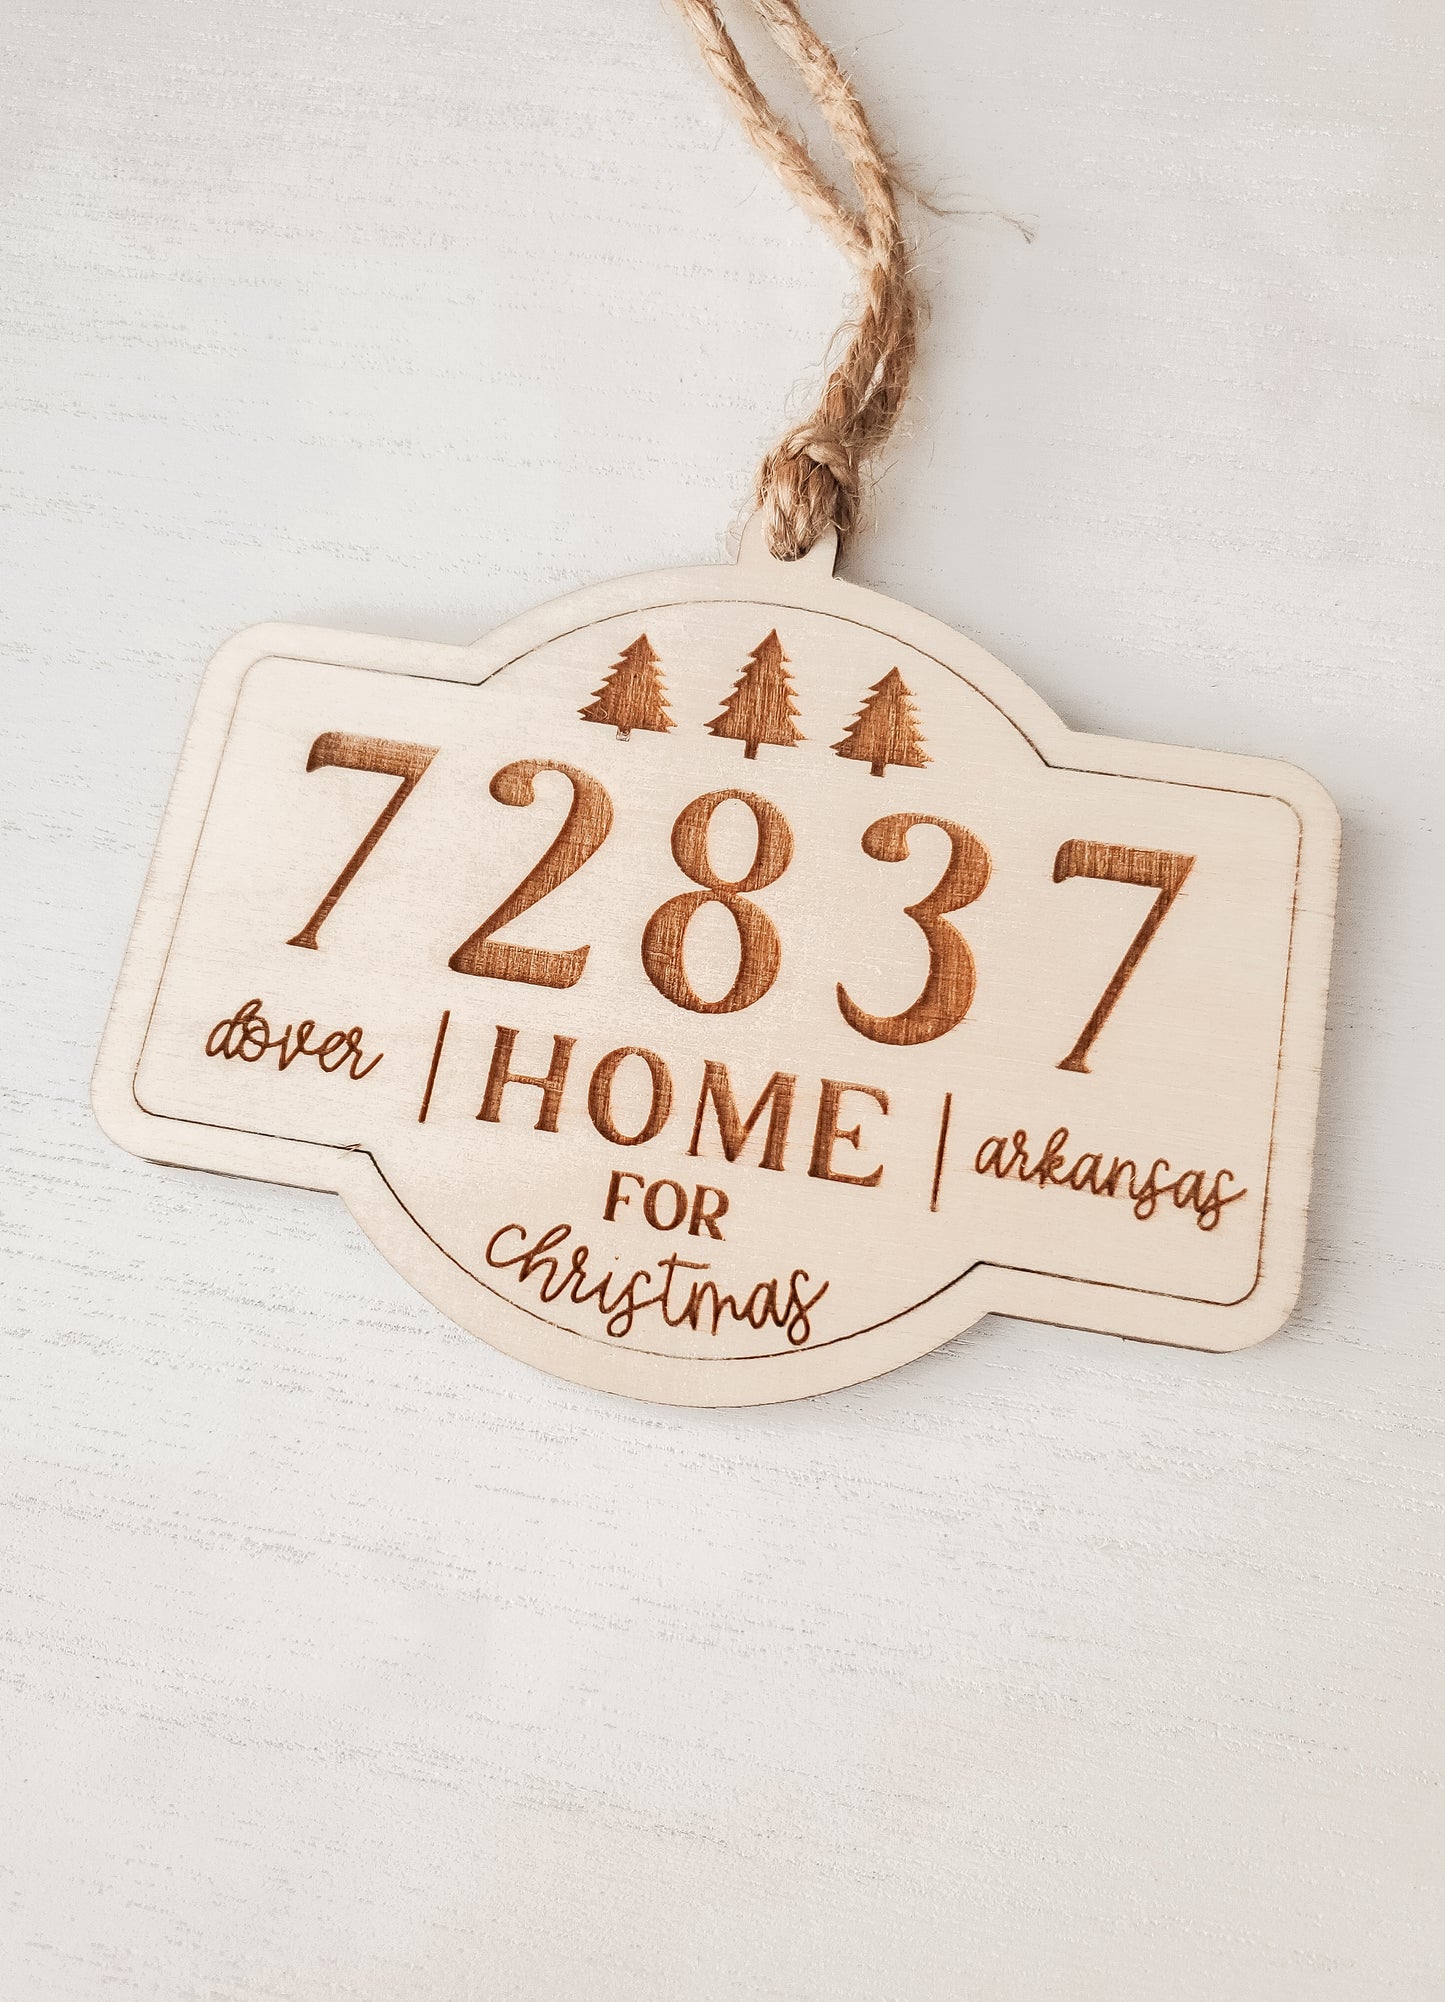 72837
dover | HOME | arkansas
FOR
christmas